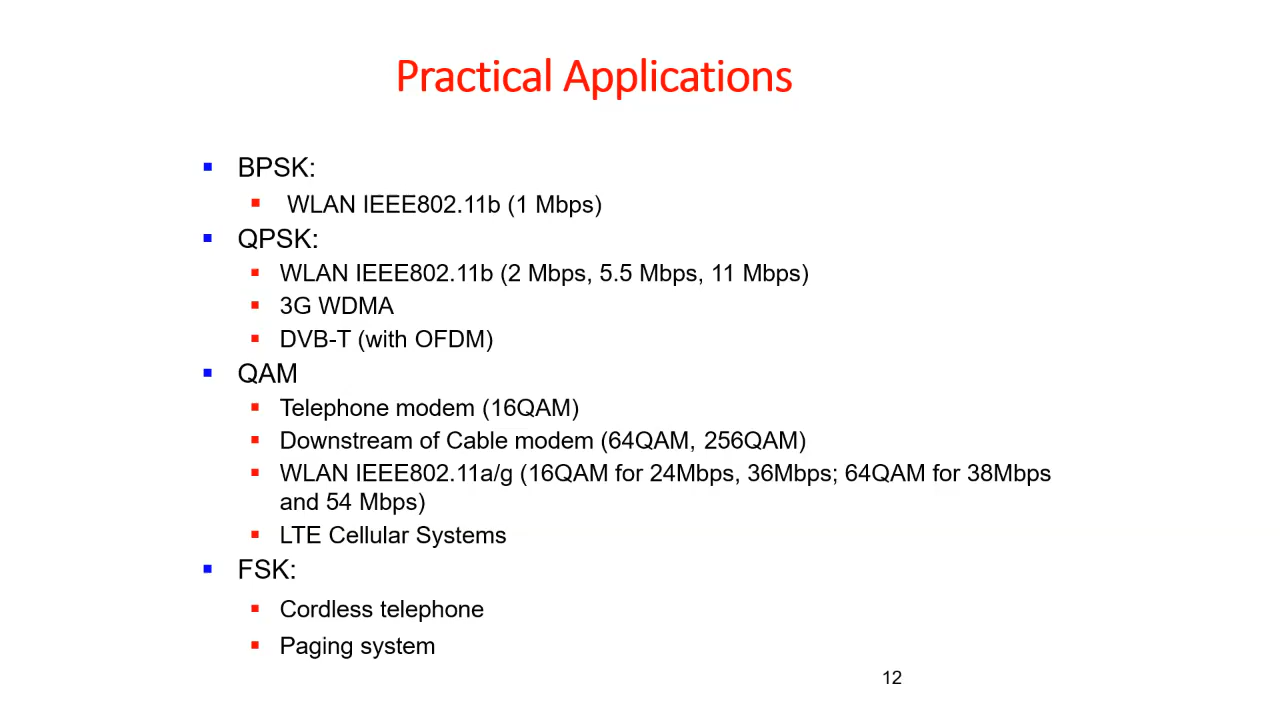 Practical Applications
BPSK:
WLAN IEEE802.11b (1 Mbps)
QPSK:
WLAN IEEE802.11b (2 Mbps, 5.5 Mbps, 11 Mbps)
3G WDMA
DVB-T (with OFDM)
QAM
Telephone modem (16QAM)
Downstream of Cable modem (64QAM, 256QAM)
WLAN IEEE802.11a/g (16QAM for 24Mbps, 36Mbps; 64QAM for 38Mbps
and 54 Mbps)
LTE Cellular Systems
FSK:
Cordless telephone
Paging system
12